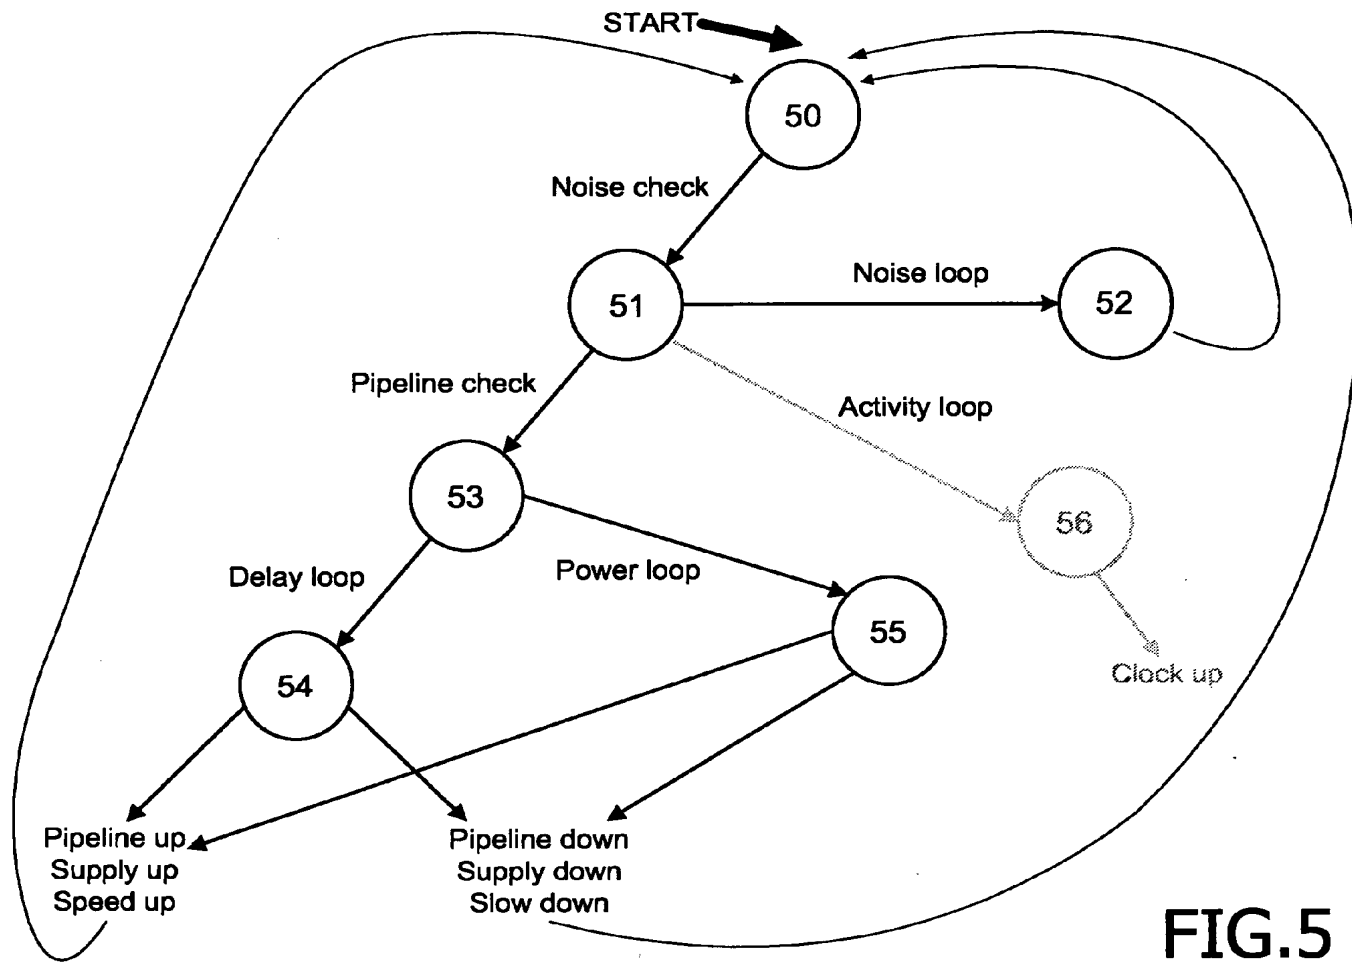 START
50
Noise check
51
Noise loop
52
Pipeline check
Activity loop
53
56
Delay loop
Power loop
55
54
Clock up
Pipeline up
Supply up
Speed up
Pipeline down
Supply down
Slow down
FIG.5